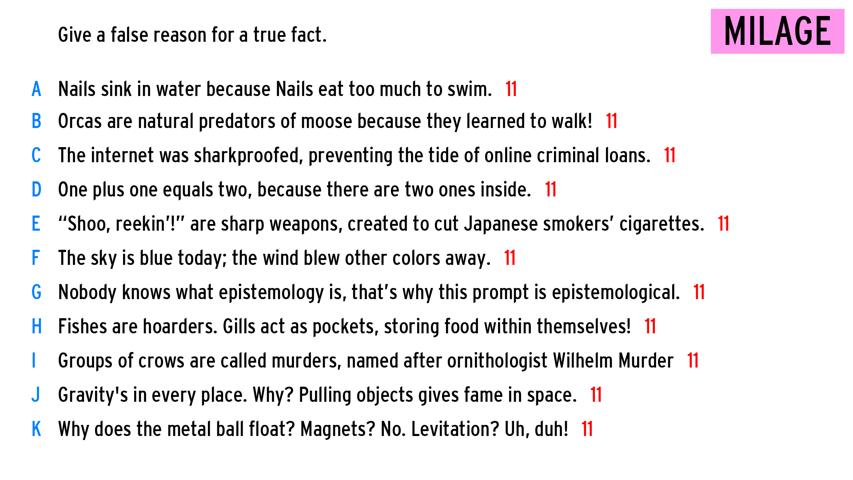 Give a false reason for a true fact.
MILAGE
A Nails sink in water because Nails eat too much to swim. 11
B Orcas are natural predators of moose because they learned to walk! 11
C The internet was sharkproofed, preventing the tide of online criminal loans. 11
D One plus one equals two, because there are two ones inside. 11
E “Shoo, reekin’!” are sharp weapons, created to cut Japanese smokers’ cigarettes. 11
F The sky is blue today; the wind blew other colors away. 11
G Nobody knows what epistemology is, that’s why this prompt is epistemological. 11
H Fishes are hoarders. Gills act as pockets, storing food within themselves! 11
I Groups of crows are called murders, named after ornithologist Wilhelm Murder 11
J Gravity's in every place. Why? Pulling objects gives fame in space. 11
K Why does the metal ball float? Magnets? No. Levitation? Uh, duh! 11